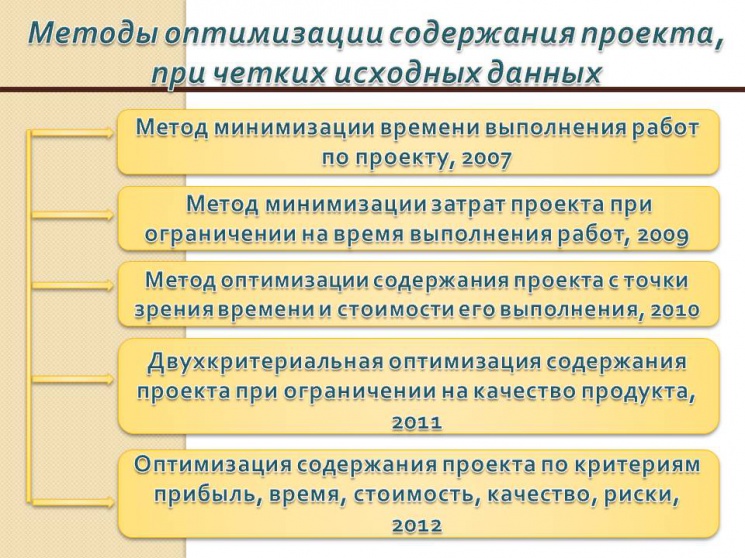 Методы оптимизации содержания проекта,
при четких исходных данных
Метод минимизации времени выполнения работ
по проекту, 2007
Метод минимизации затрат проекта при
ограничении на время выполнения работ, 2009
Метод оптимизации содержания проекта с точки
зрения времени и стоимости его выполнения, 2010
Двухкритериальная оптимизация содержания
проекта при ограничении на качество продукта,
2011
Оптимизация содержания проекта по критериям
прибыль, время, стоимость, качество, риски,
2012